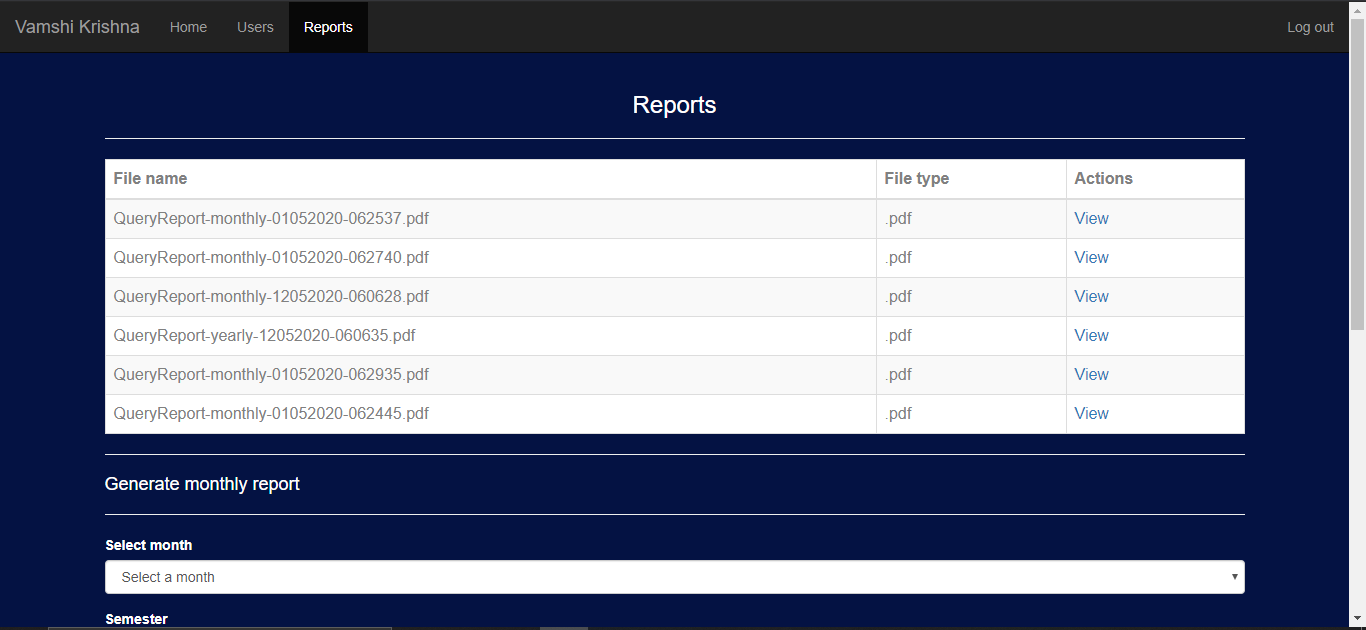 Vamshi Krishna Home Users Reports Log out
Reports
File name File type Actions
QueryReport-monthly-01052020-062537.pdf .pdf View
QueryReport-monthly-01052020-062740.pdf .pdf View
QueryReport-monthly-12052020-060628.pdf .pdf View
QueryReport-yearly-12052020-060635.pdf .pdf View
QueryReport-monthly-01052020-062935.pdf .pdf View
QueryReport-monthly-01052020-062445.pdf .pdf View
Generate monthly report
Select month
Select a month
Semester